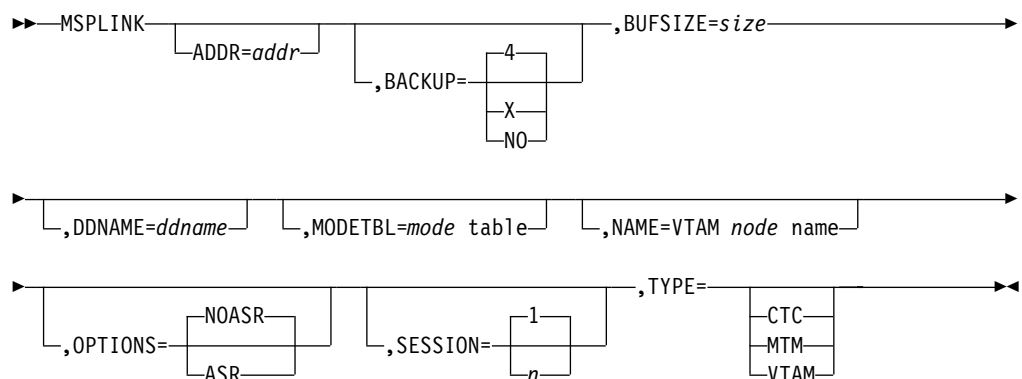 MSPLINK ,BUFSIZE=size
ADDR=addr 4
,BACKUP=
X
NO
,DDNAME=ddname ,MODETBL=mode table ,NAME=VTAM node name
,TYPE=
NOASR 1 CTC
,OPTIONS= ,SESSION= MTM
ASR n VTAM